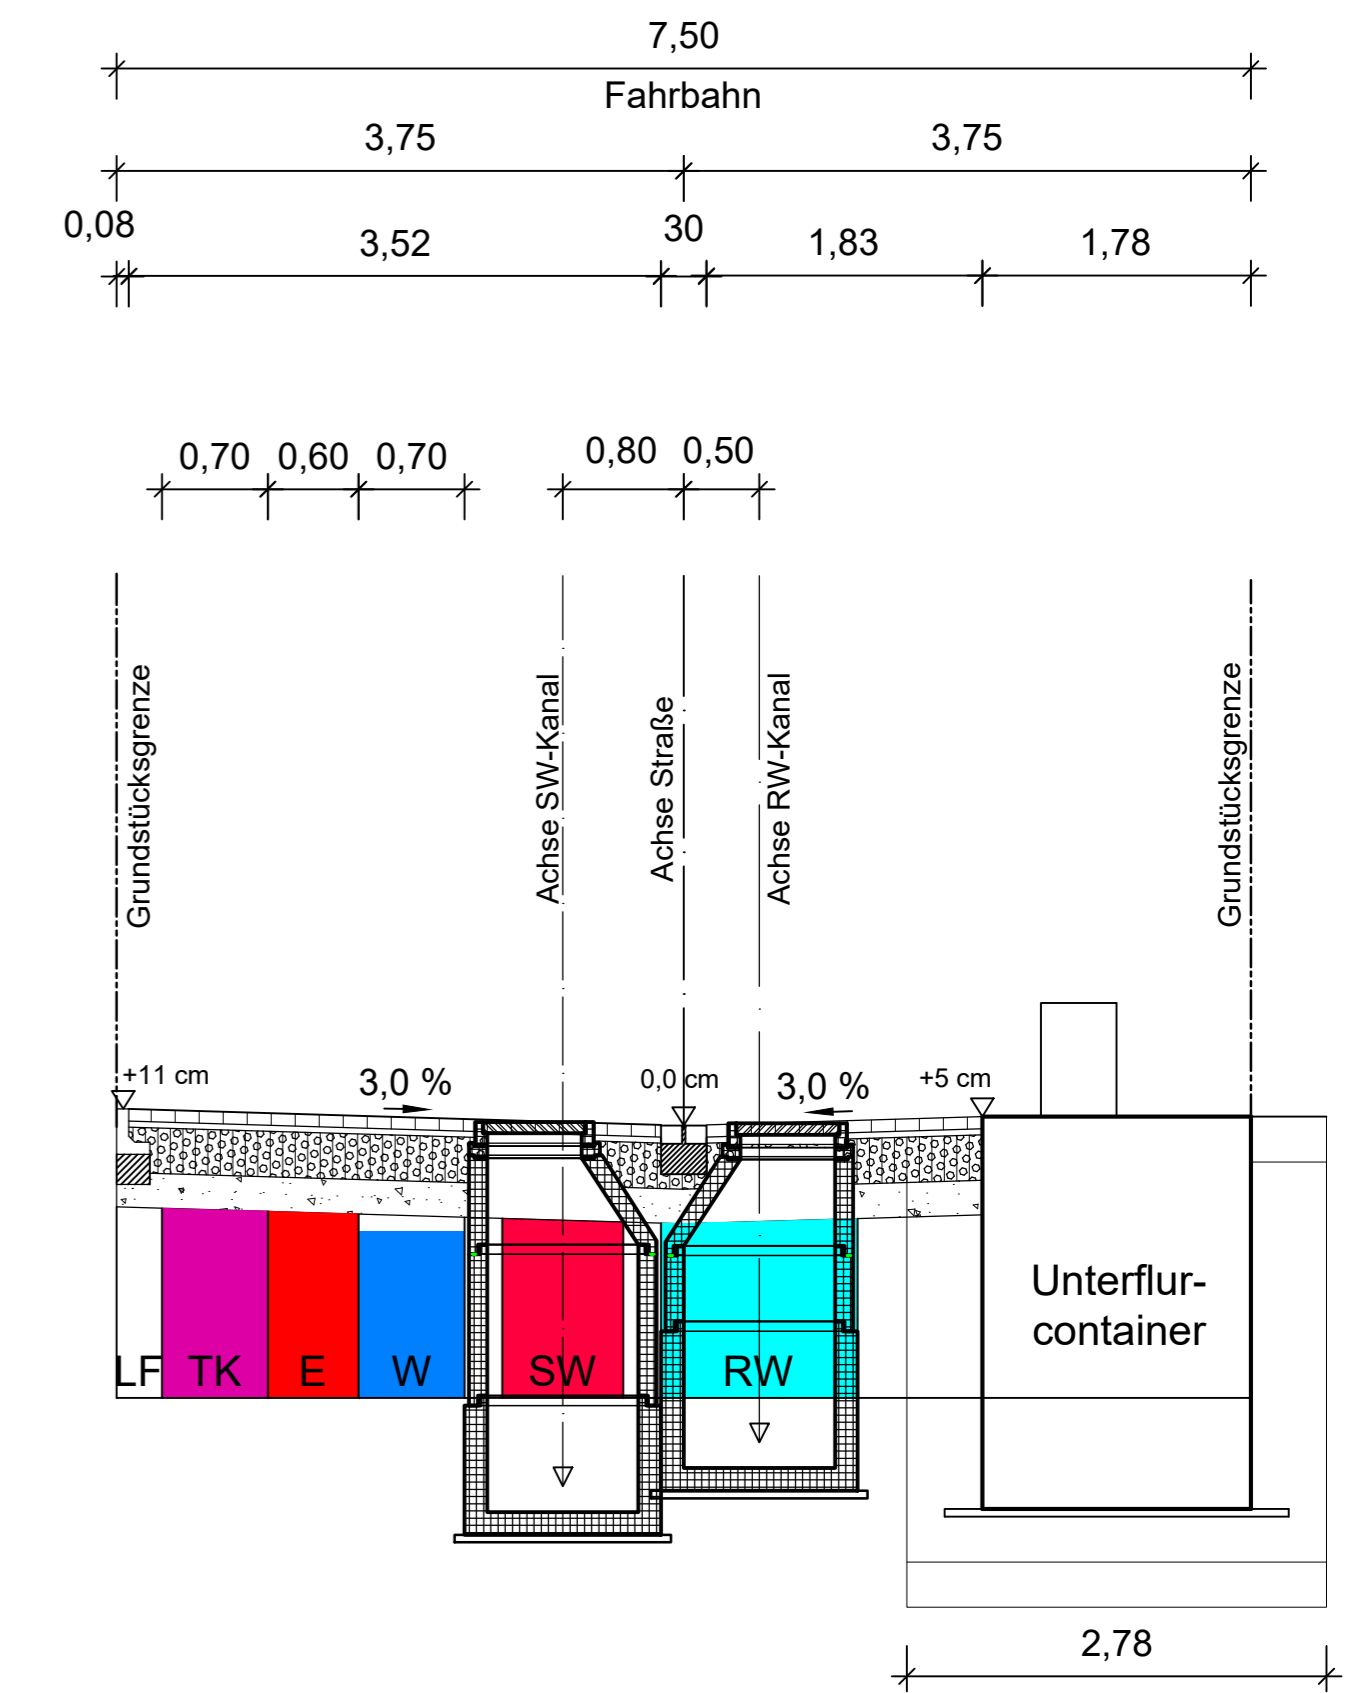 7,50
Fahrbahn
3,75
3,75
0,08
3,52
30
1,83
1,78
0,70
0,60
0,70
0,80
0,50
Grundstücksgrenze
Achse SW-Kanal
Achse Straße
Achse RW-Kanal
Grundstücksgrenze
+11 cm
3,0 %
0,0 cm
3,0 %
+5 cm
Unterflur-
container
LF
TK
E
W
SW
RW
2,78